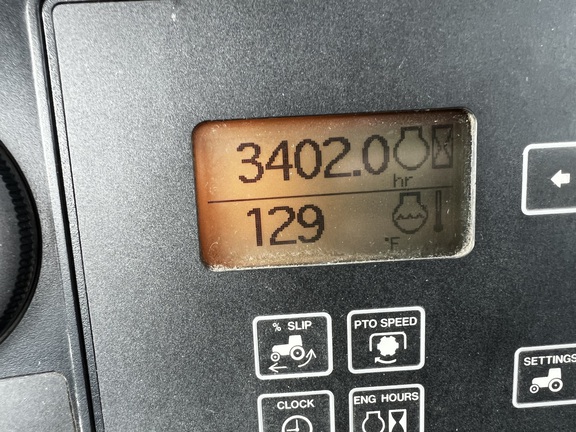 3402.0
hr
129
°F
% SLIP
PTO SPEED
SETTINGS
CLOCK
ENG HOURS